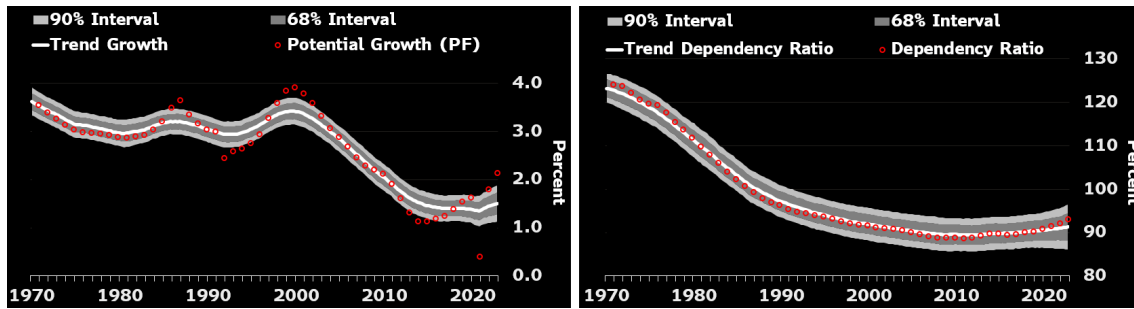 90% Interval 68% Interval
Trend Growth Potential Growth (PF)
4.0
3.0
2.0
1.0
0.0
Percent
1970 1980 1990 2000 2010 2020
90% Interval 68% Interval
Trend Dependency Ratio Dependency Ratio
130
120
110
100
90
80
Percent
1970 1980 1990 2000 2010 2020